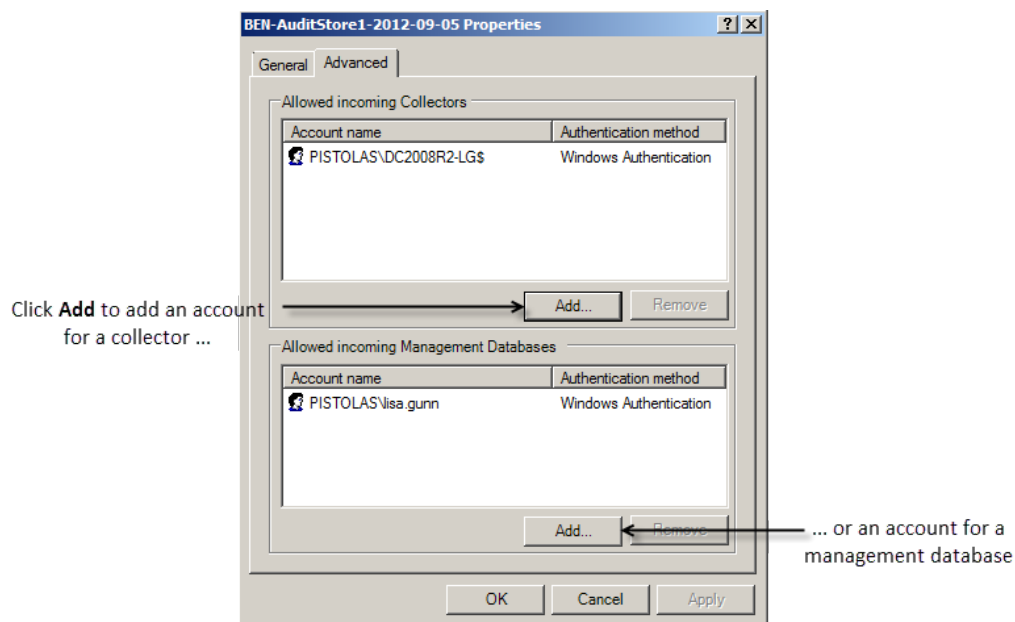 BEN-AuditStore1-2012-09-05 Properties
General Advanced
Allowed incoming Collectors
Account name Authentication method
PISTOLAS\DC2008R2-LG$ Windows Authentication
Click Add to add an account
for a collector ...
Add... Remove
Allowed incoming Management Databases
Account name Authentication method
PISTOLAS\lisa.gunn Windows Authentication
Add... Remove
... or an account for a
management database
OK Cancel Apply